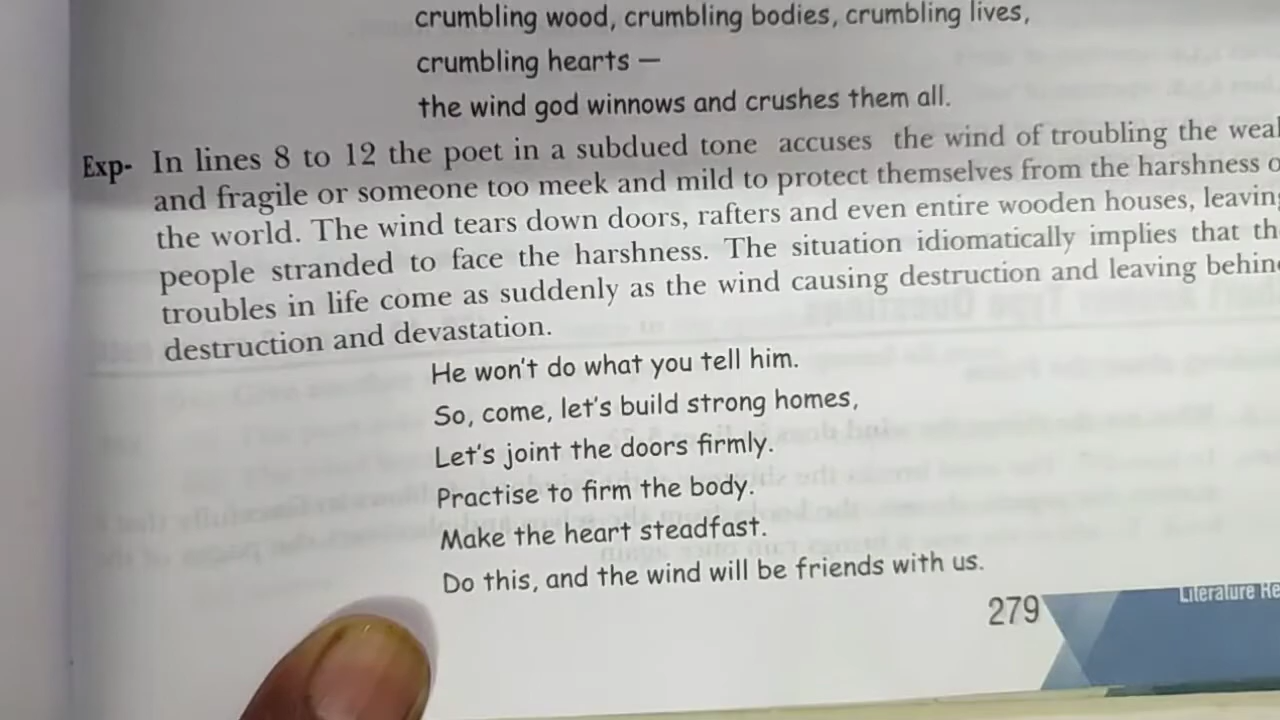 crumbling wood, crumbling bodies, crumbling lives,
crumbling hearts —
the wind god winnows and crushes them all.
Exp- In lines 8 to 12 the poet in a subdued tone accuses the wind of troubling the
and fragile or someone too meek and mild to protect themselves from the harshness
the world. The wind tears down doors, rafters and even entire wooden houses,
people stranded to face the harshness. The situation idiomatically implies that
troubles in life come as suddenly as the wind causing destruction and leaving
destruction and devastation.
He won't do what you tell him.
So, come, let's build strong homes,
Let's joint the doors firmly.
Practise to firm the body.
Make the heart steadfast.
Do this, and the wind will be friends with us.
279
Literature